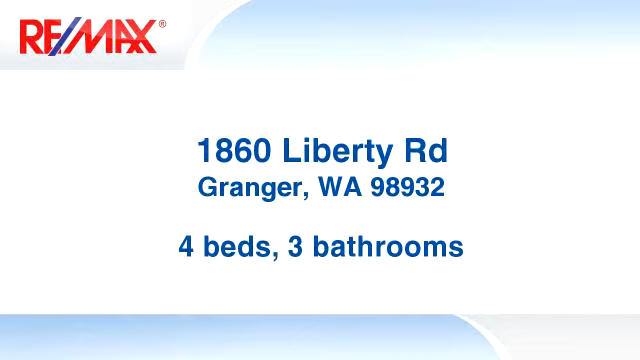 RE/MAX®
1860 Liberty Rd
Granger, WA 98932
4 beds, 3 bathrooms